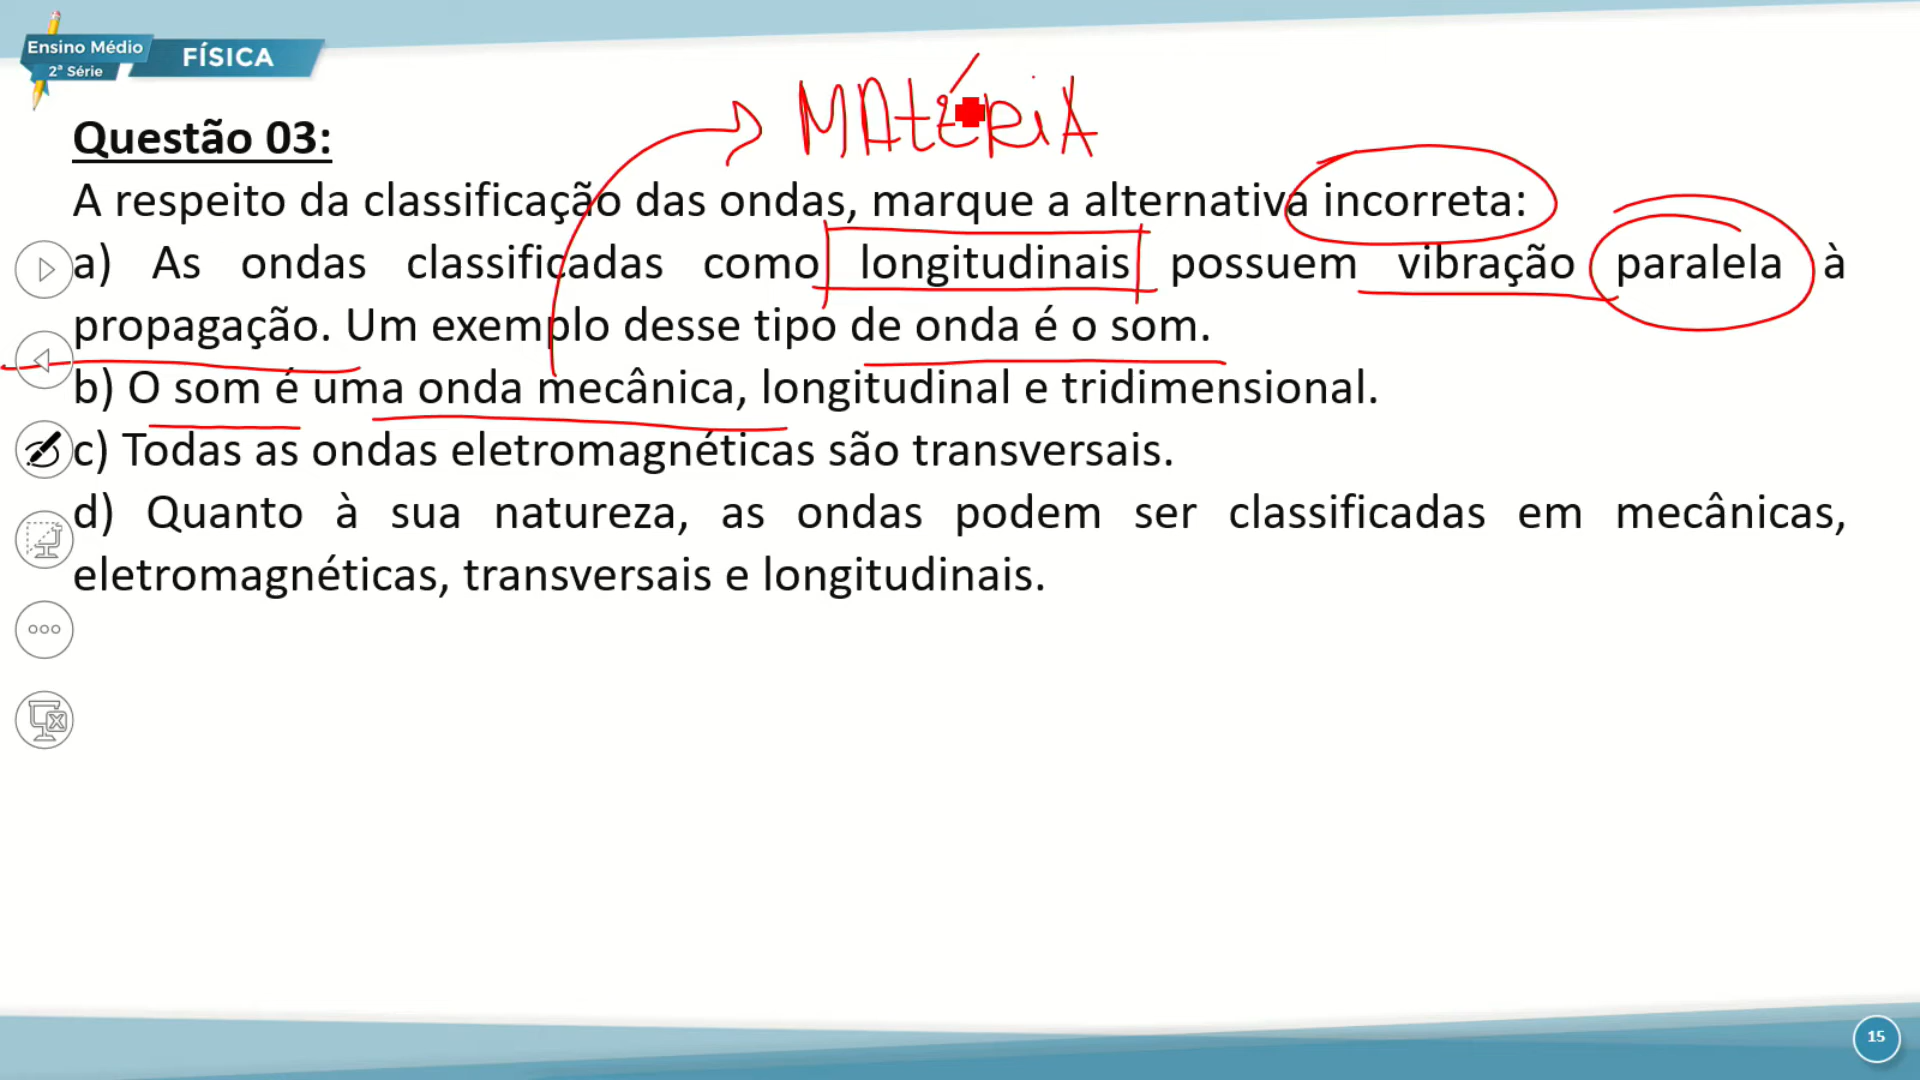 Ensino Médio
2ª Série
FÍSICA
MATÉRIA
Questão 03:
A respeito da classificação das ondas, marque a alternativa incorreta:
a) As ondas classificadas como longitudinais possuem vibração paralela à
propagação. Um exemplo desse tipo de onda é o som.
b) O som é uma onda mecânica, longitudinal e tridimensional.
c) Todas as ondas eletromagnéticas são transversais.
d) Quanto à sua natureza, as ondas podem ser classificadas em mecânicas,
eletromagnéticas, transversais e longitudinais.
15